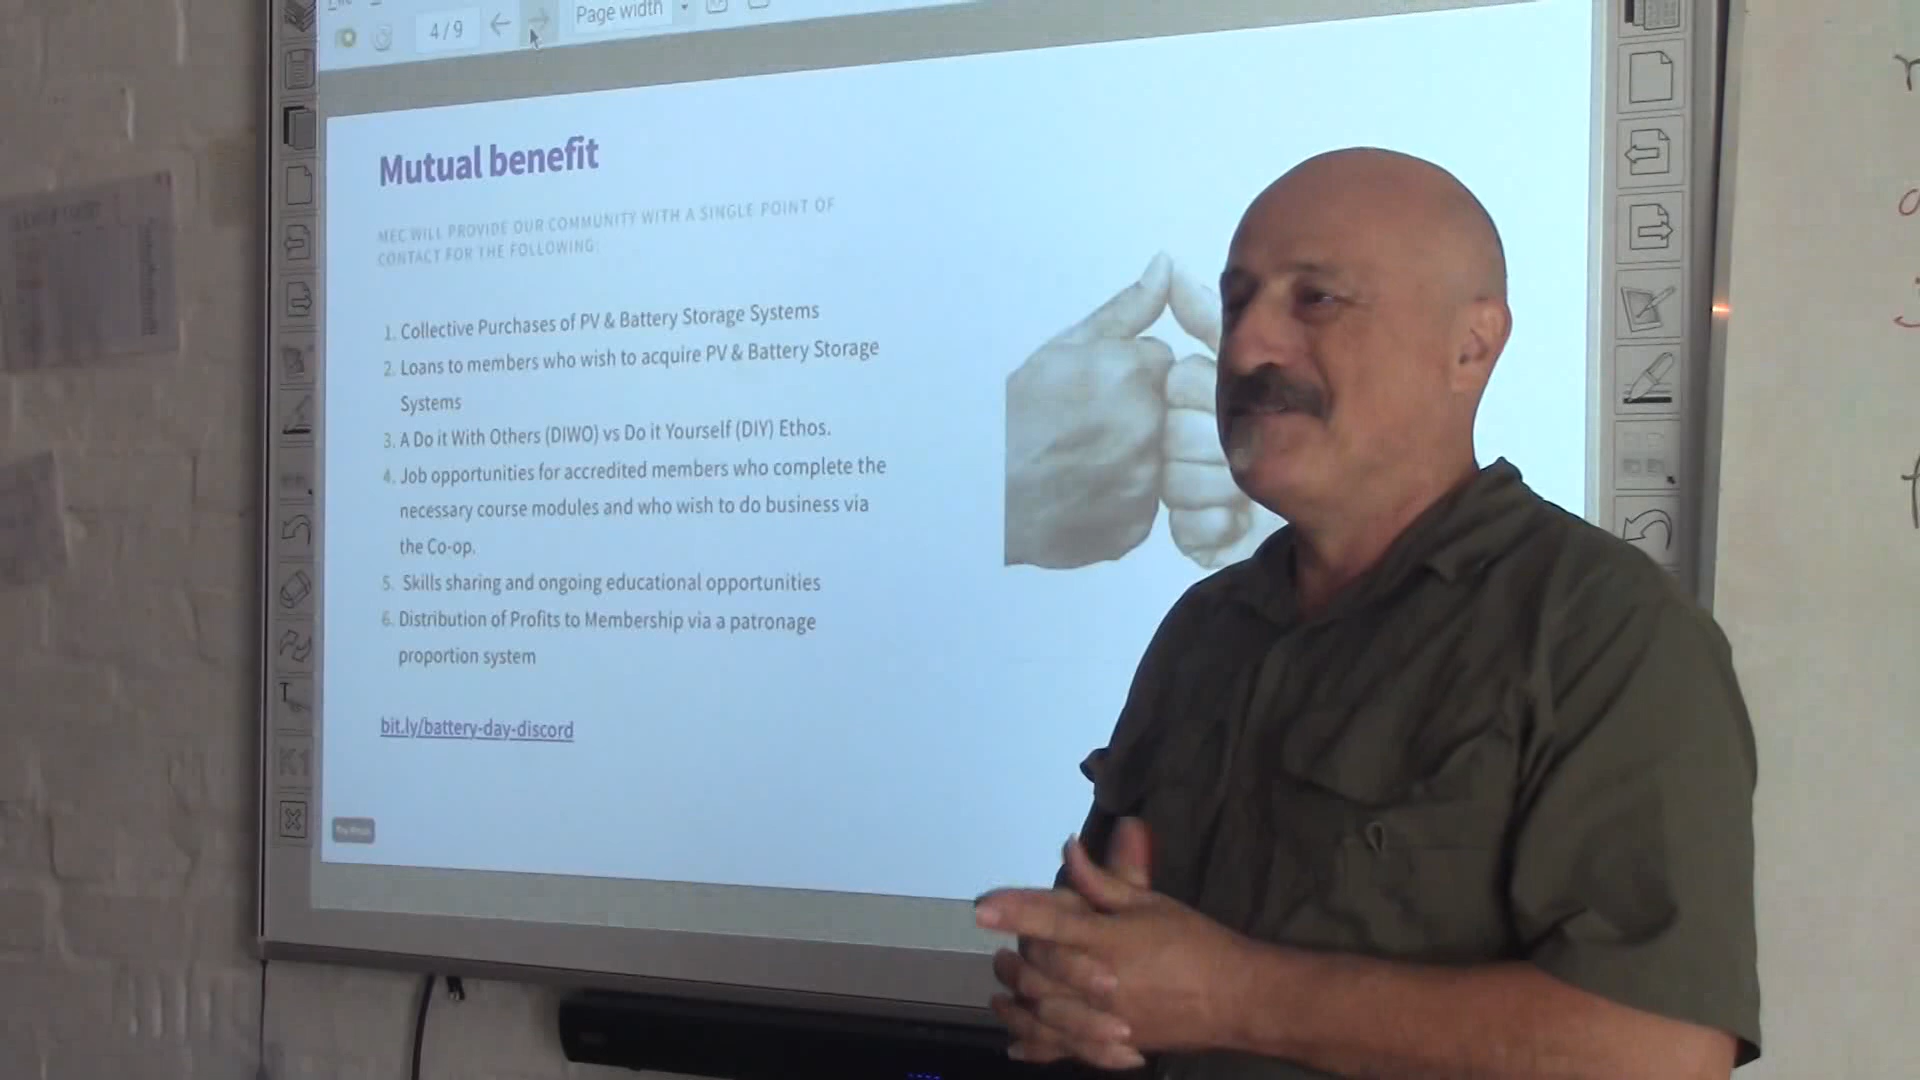 4 / 9
Page width
Mutual benefit
MEC WILL PROVIDE OUR COMMUNITY WITH A SINGLE POINT OF
CONTACT FOR THE FOLLOWING:
1. Collective Purchases of PV & Battery Storage Systems
2. Loans to members who wish to acquire PV & Battery Storage
Systems
3. A Do it With Others (DIWO) vs Do it Yourself (DIY) Ethos.
4. Job opportunities for accredited members who complete the
necessary course modules and who wish to do business via
the Co-op.
5. Skills sharing and ongoing educational opportunities
6. Distribution of Profits to Membership via a patronage
proportion system
bit.ly/battery-day-discord